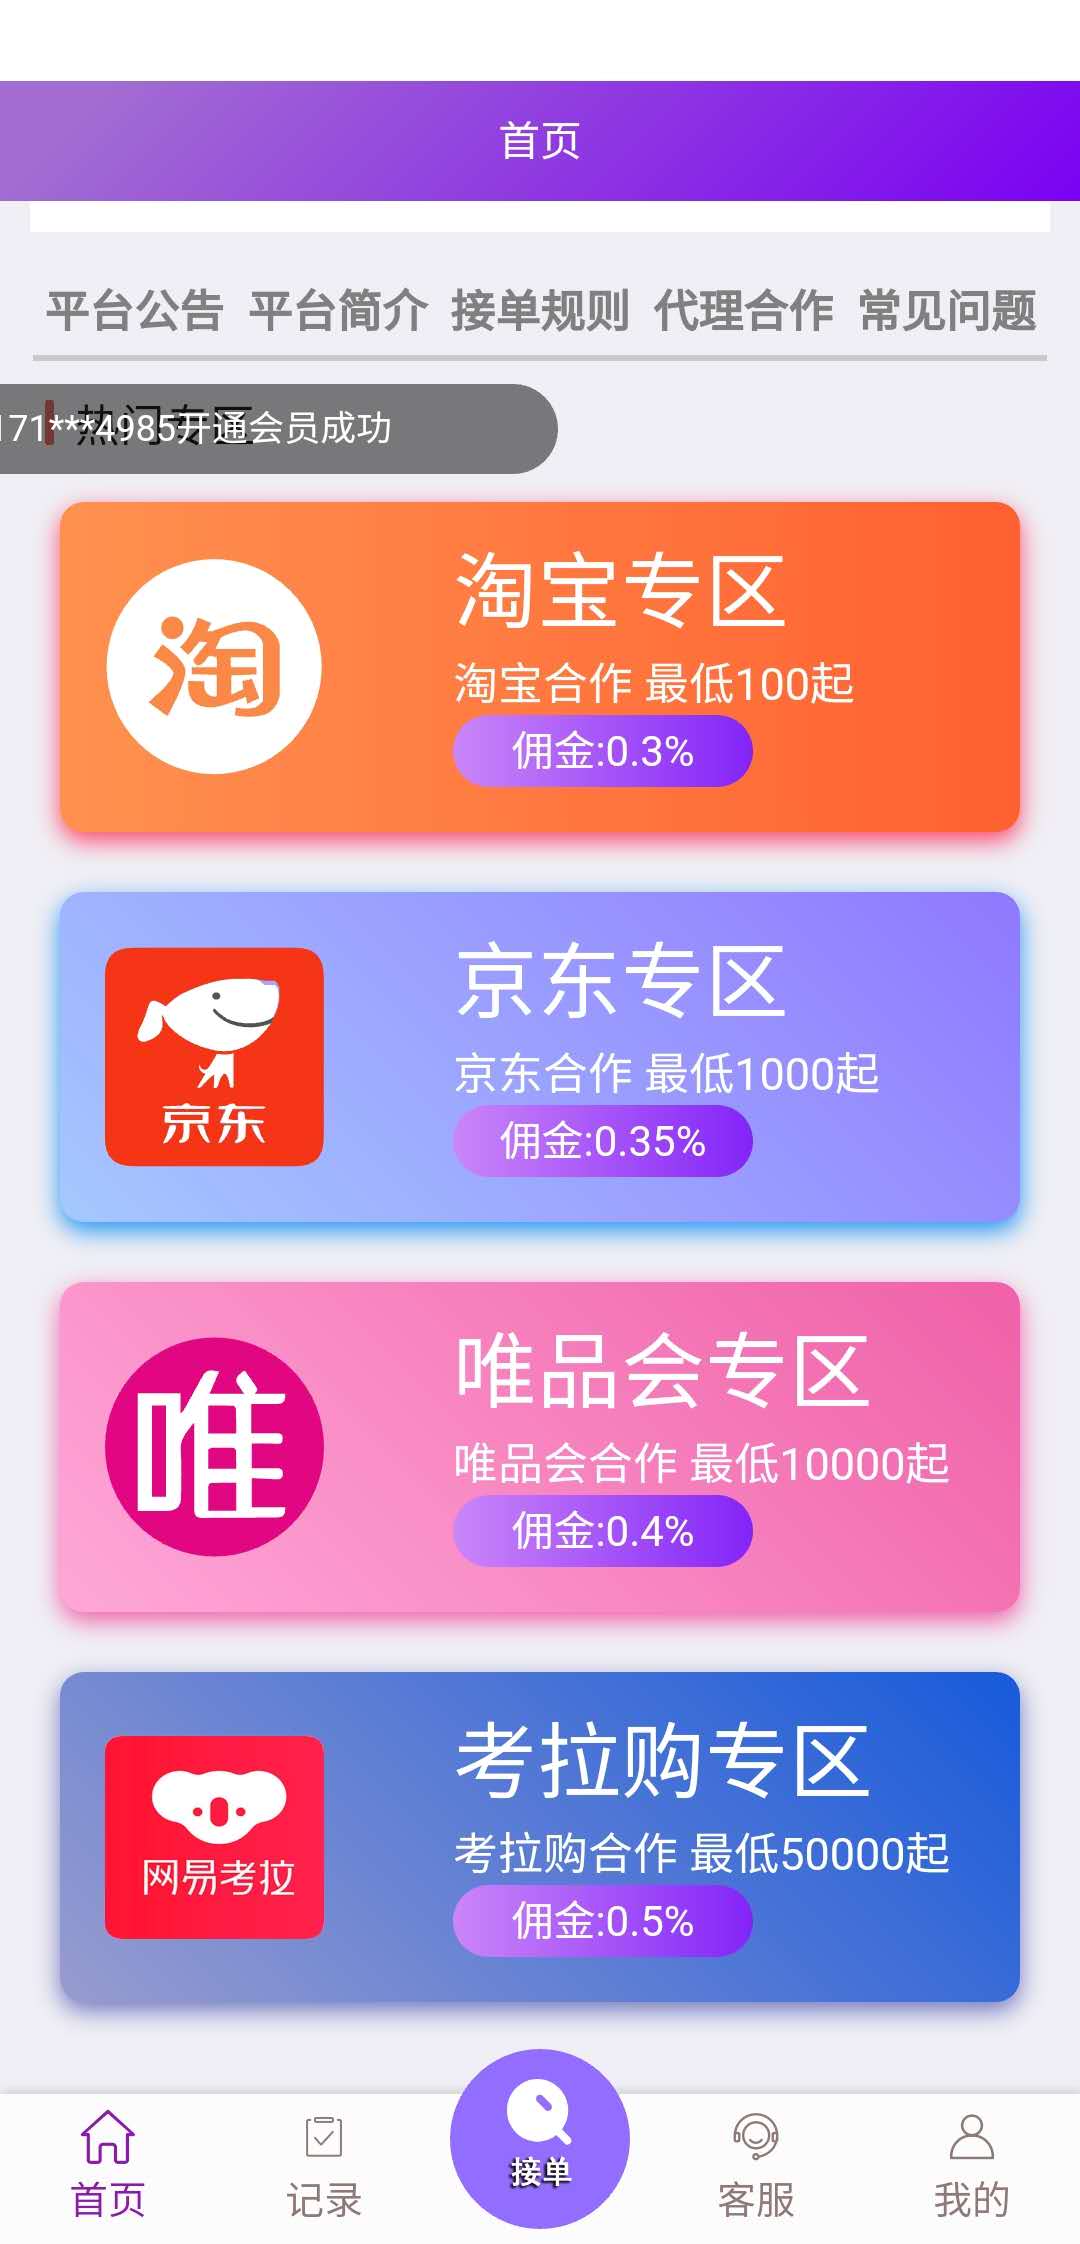 首页
平台公告 平台简介 接单规则 代理合作 常见问题
热门专区
171***4985开通会员成功
淘
淘宝专区
淘宝合作 最低100起
佣金:0.3%
京东
京东专区
京东合作 最低1000起
佣金:0.35%
唯
唯品会专区
唯品会合作 最低10000起
佣金:0.4%
网易考拉
考拉购专区
考拉购合作 最低50000起
佣金:0.5%
首页 记录 接单 客服 我的